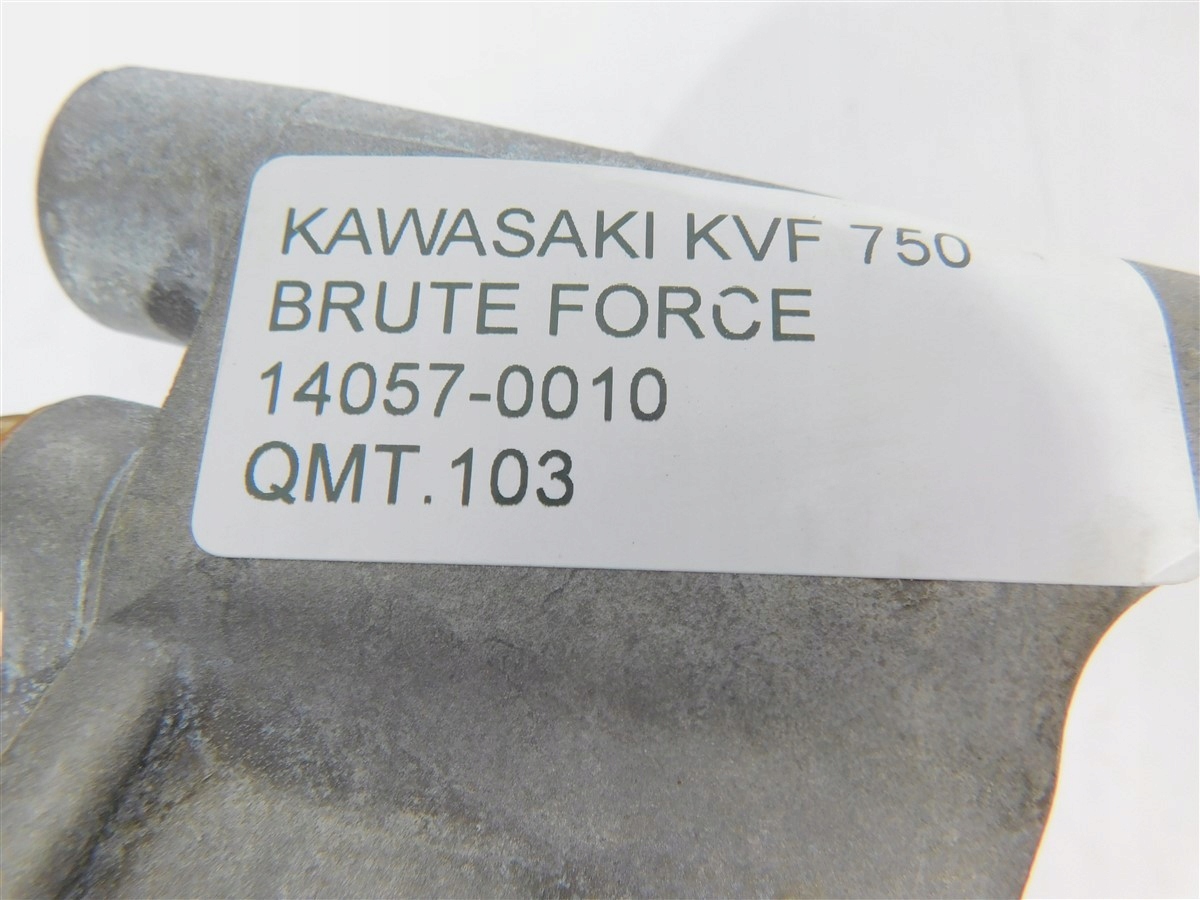 KAWASAKI KVF 750
BRUTE FORCE
14057-0010
QMT.103